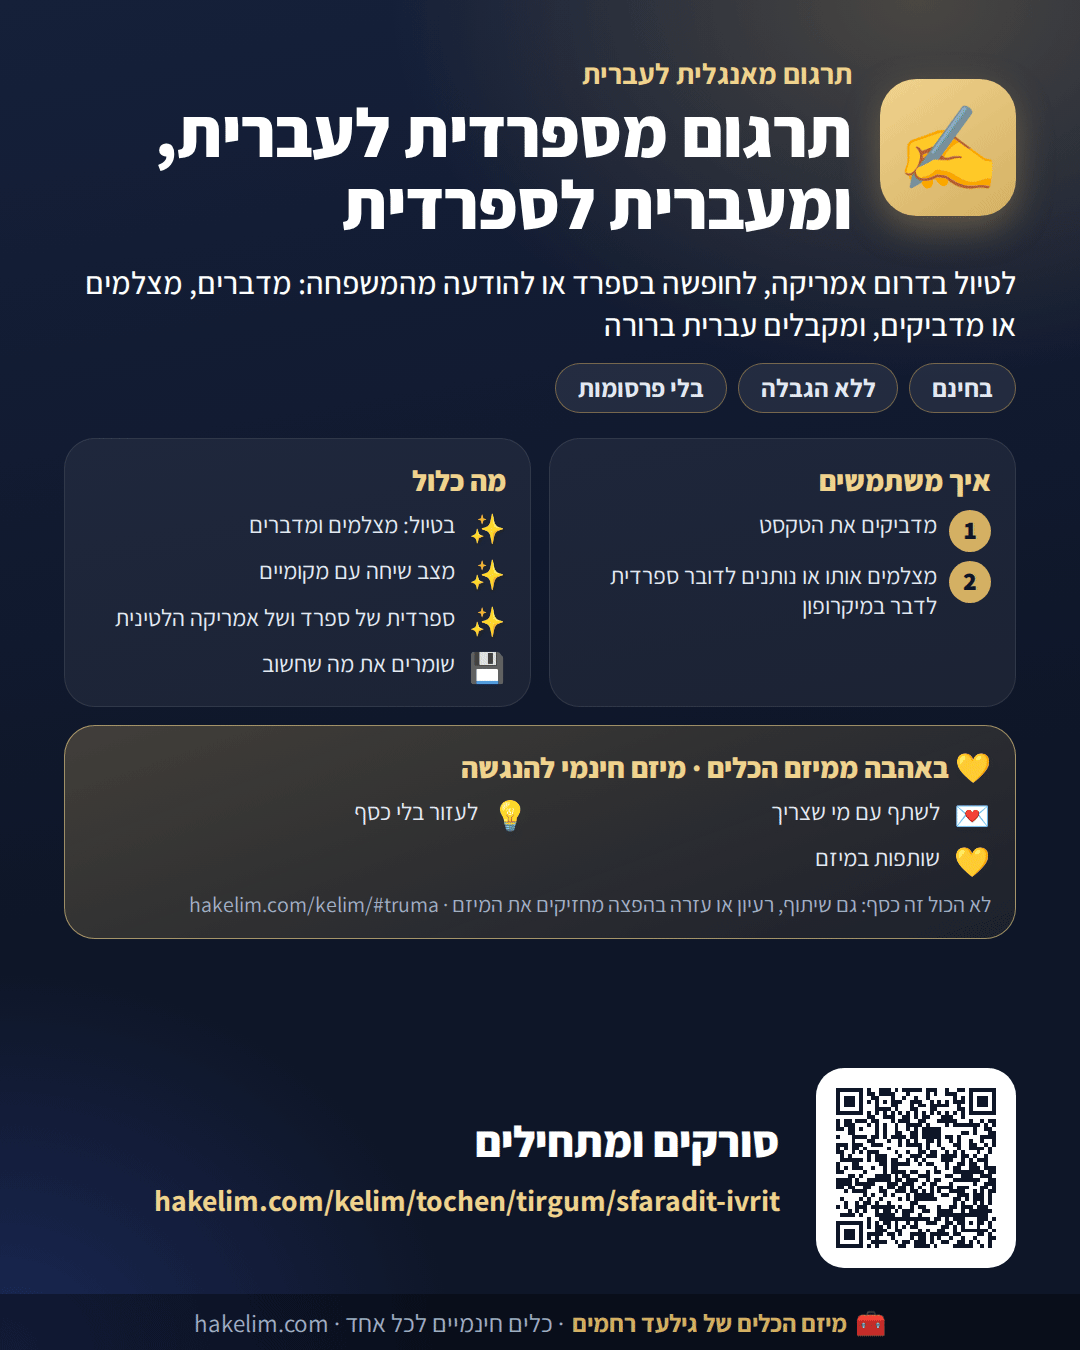 תרגום מאנגלית לעברית
תרגום מספרדית לעברית,
ומעברית לספרדית
לטיול בדרום אמריקה, לחופשה בספרד או להודעה מהמשפחה: מדברים, מצלמים
או מדביקים, ומקבלים עברית ברורה
בחינם
ללא הגבלה
בלי פרסומות
איך משתמשים
1 מדביקים את הטקסט
2 מצלמים אותו או נותנים לדובר ספרדית
לדבר במיקרופון
מה כלול
בטיול: מצלמים ומדברים
מצב שיחה עם מקומיים
ספרדית של ספרד ושל אמריקה הלטינית
שומרים את מה שחשוב
באהבה ממיזם הכלים · מיזם חינמי להנגשה
לשתף עם מי שצריך
לעזור בלי כסף
שותפות במיזם
לא הכול זה כסף: גם שיתוף, רעיון או עזרה בהפצה מחזיקים את המיזם · hakelim.com/kelim/#truma
סורקים ומתחילים
hakelim.com/kelim/tochen/tirgum/sfaradit-ivrit
מיזם הכלים של גילעד רחמים · כלים חינמיים לכל אחד · hakelim.com